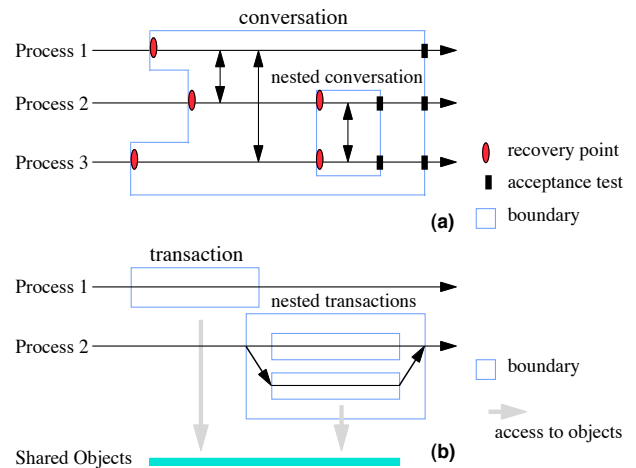 conversation
Process 1
nested conversation
Process 2
Process 3
recovery point
acceptance test
boundary
(a)
transaction
Process 1
nested transactions
Process 2
boundary
access to objects
(b)
Shared Objects